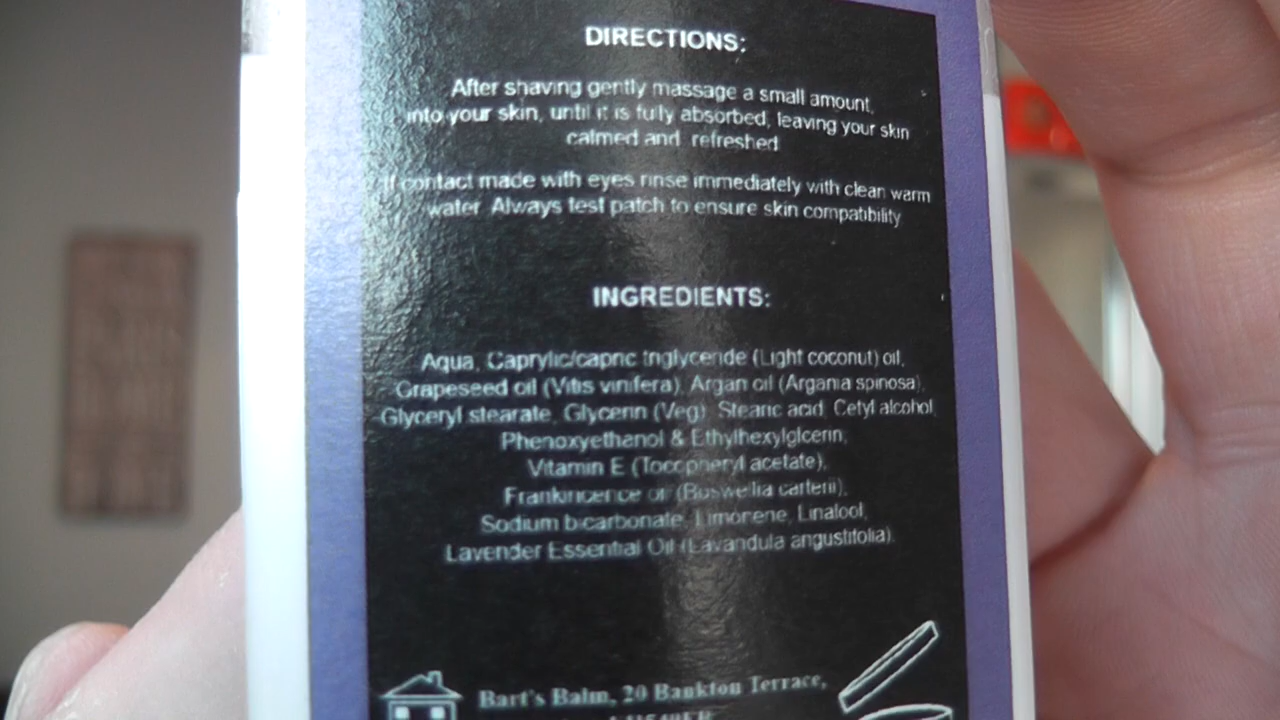 DIRECTIONS:
After shaving gently massage a small amount,
into your skin, until it is fully absorbed, leaving your skin
calmed and refreshed
If contact made with eyes rinse immediately with clean warm
water. Always test patch to ensure skin compatibility
INGREDIENTS:
Aqua, Caprylic/capric triglyceride (Light coconut) oil,
Grapeseed oil (Vitis vinifera), Argan oil (Argania spinosa),
Glyceryl stearate, Glycerin (Veg), Stearic acid, Cetyl alcohol,
Phenoxyethanol & Ethylhexylglcerin,
Vitamin E (Tocopheryl acetate),
Frankincence oil (Boswellia carterii),
Sodium bicarbonate, Limonene, Linalool,
Lavender Essential Oil (Lavandula angustifolia).
Bart's Balm, 20 Bankton Terrace,